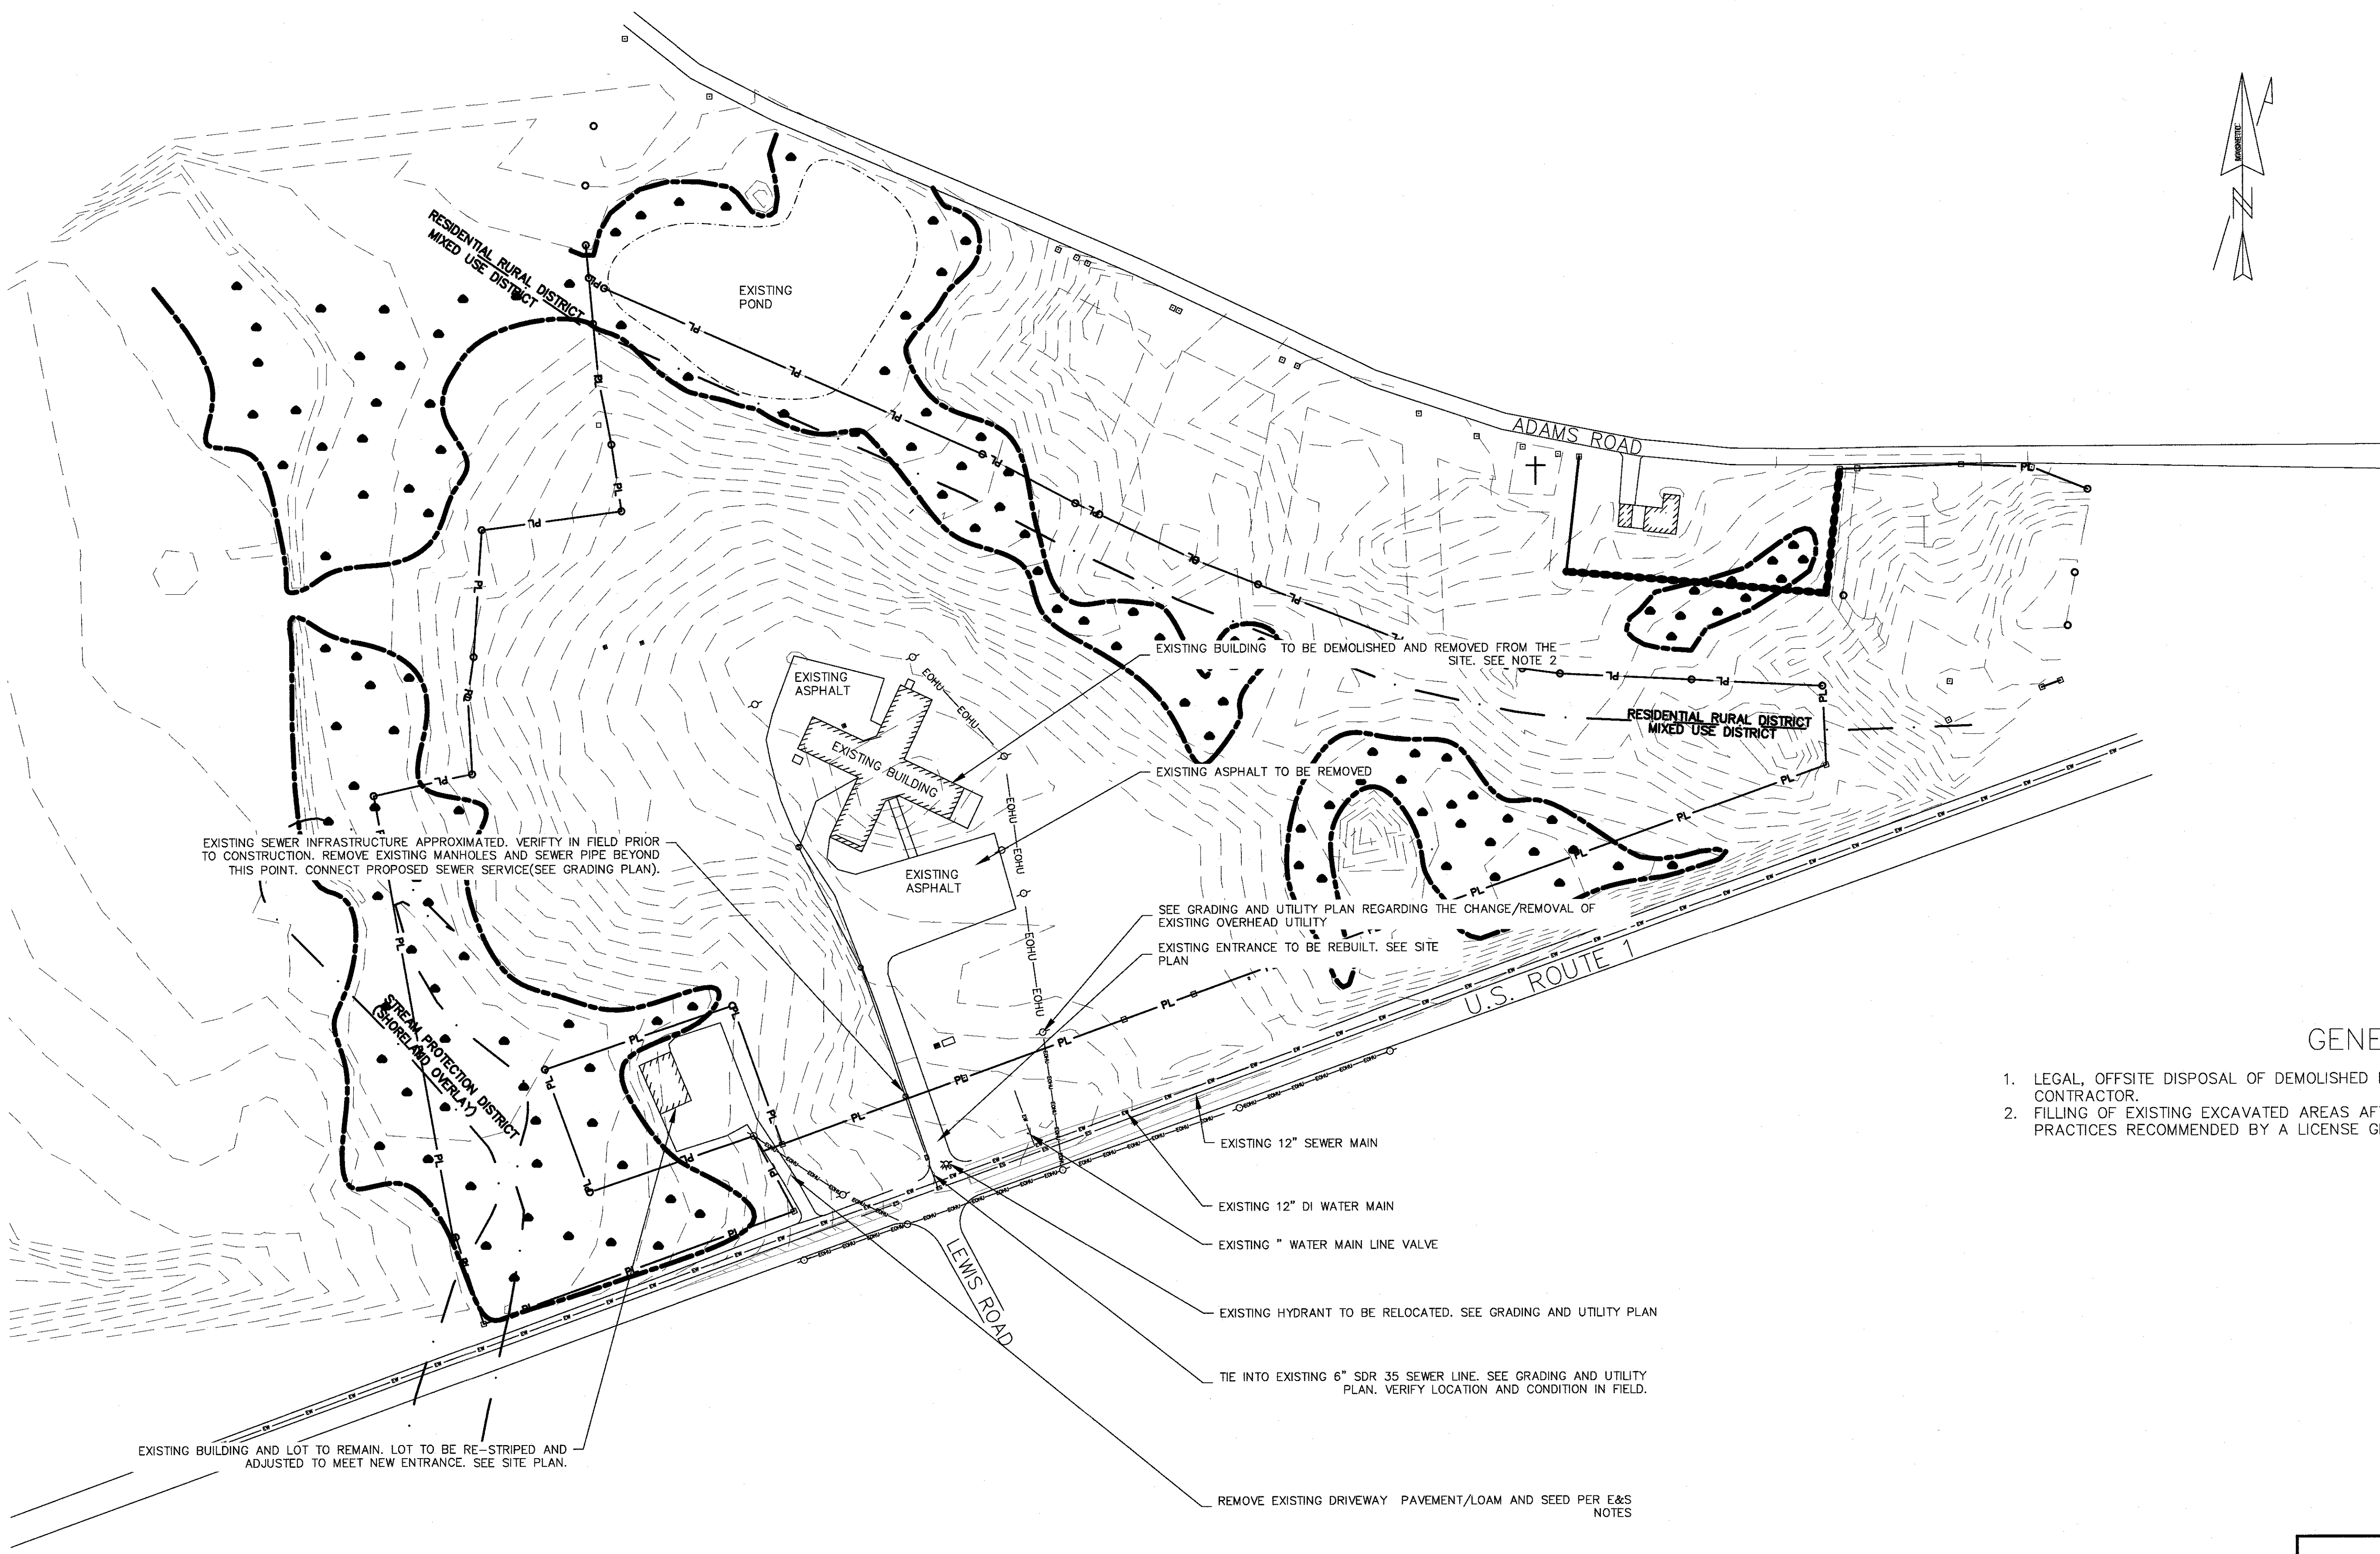 MAGNETIC
N
RESIDENTIAL RURAL DISTRICT
MIXED USE DISTRICT
EXISTING
POND
ADAMS ROAD
EXISTING BUILDING TO BE DEMOLISHED AND REMOVED FROM THE
SITE. SEE NOTE 2
EXISTING
ASPHALT
EXISTING BUILDING
RESIDENTIAL RURAL DISTRICT
MIXED USE DISTRICT
EXISTING ASPHALT TO BE REMOVED
EXISTING SEWER INFRASTRUCTURE APPROXIMATED. VERIFTY IN FIELD PRIOR
TO CONSTRUCTION. REMOVE EXISTING MANHOLES AND SEWER PIPE BEYOND
THIS POINT. CONNECT PROPOSED SEWER SERVICE(SEE GRADING PLAN).
EXISTING
ASPHALT
SEE GRADING AND UTILITY PLAN REGARDING THE CHANGE/REMOVAL OF
EXISTING OVERHEAD UTILITY
EXISTING ENTRANCE TO BE REBUILT. SEE SITE
PLAN
U.S. ROUTE 1
STREAM PROTECTION DISTRICT
(SHORELAND OVERLAY)
GENE
1. LEGAL, OFFSITE DISPOSAL OF DEMOLISHED
CONTRACTOR.
2. FILLING OF EXISTING EXCAVATED AREAS AF
PRACTICES RECOMMENDED BY A LICENSE G
EXISTING 12" SEWER MAIN
EXISTING 12" DI WATER MAIN
EXISTING " WATER MAIN LINE VALVE
LEWIS ROAD
EXISTING HYDRANT TO BE RELOCATED. SEE GRADING AND UTILITY PLAN
TIE INTO EXISTING 6" SDR 35 SEWER LINE. SEE GRADING AND UTILITY
PLAN. VERIFY LOCATION AND CONDITION IN FIELD.
EXISTING BUILDING AND LOT TO REMAIN. LOT TO BE RE-STRIPED AND
ADJUSTED TO MEET NEW ENTRANCE. SEE SITE PLAN.
REMOVE EXISTING DRIVEWAY PAVEMENT/LOAM AND SEED PER E&S
NOTES
PL
EOHU
EW
ES